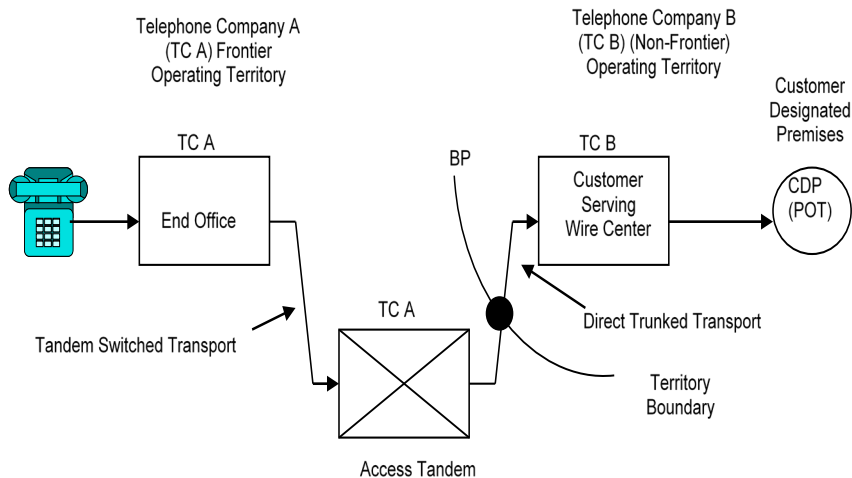 Telephone Company A
(TC A) Frontier
Operating Territory
Telephone Company B
(TC B) (Non-Frontier)
Operating Territory
Customer
Designated
Premises
TC A
End Office
BP
TC B
Customer
Serving
Wire Center
CDP
(POT)
Tandem Switched Transport
TC A
Direct Trunked Transport
Territory
Boundary
Access Tandem